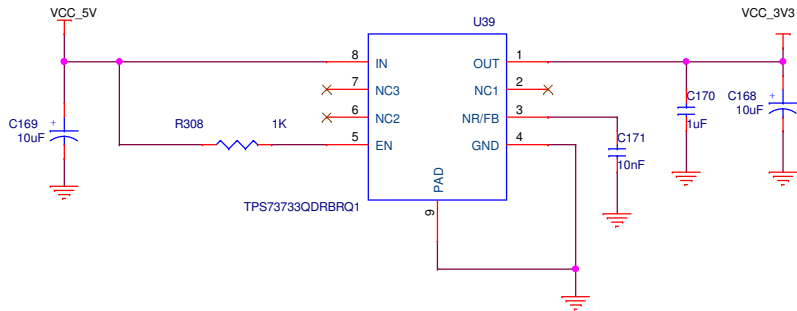 VCC_5V
VCC_3V3
U39
8
IN
OUT
1
7
NC3
NC1
2
6
NC2
NR/FB
3
5
EN
GND
4
PAD
9
C169
+
10uF
R308
1K
C171
10nF
C170
1uF
C168
+
10uF
TPS73733QDRBRQ1